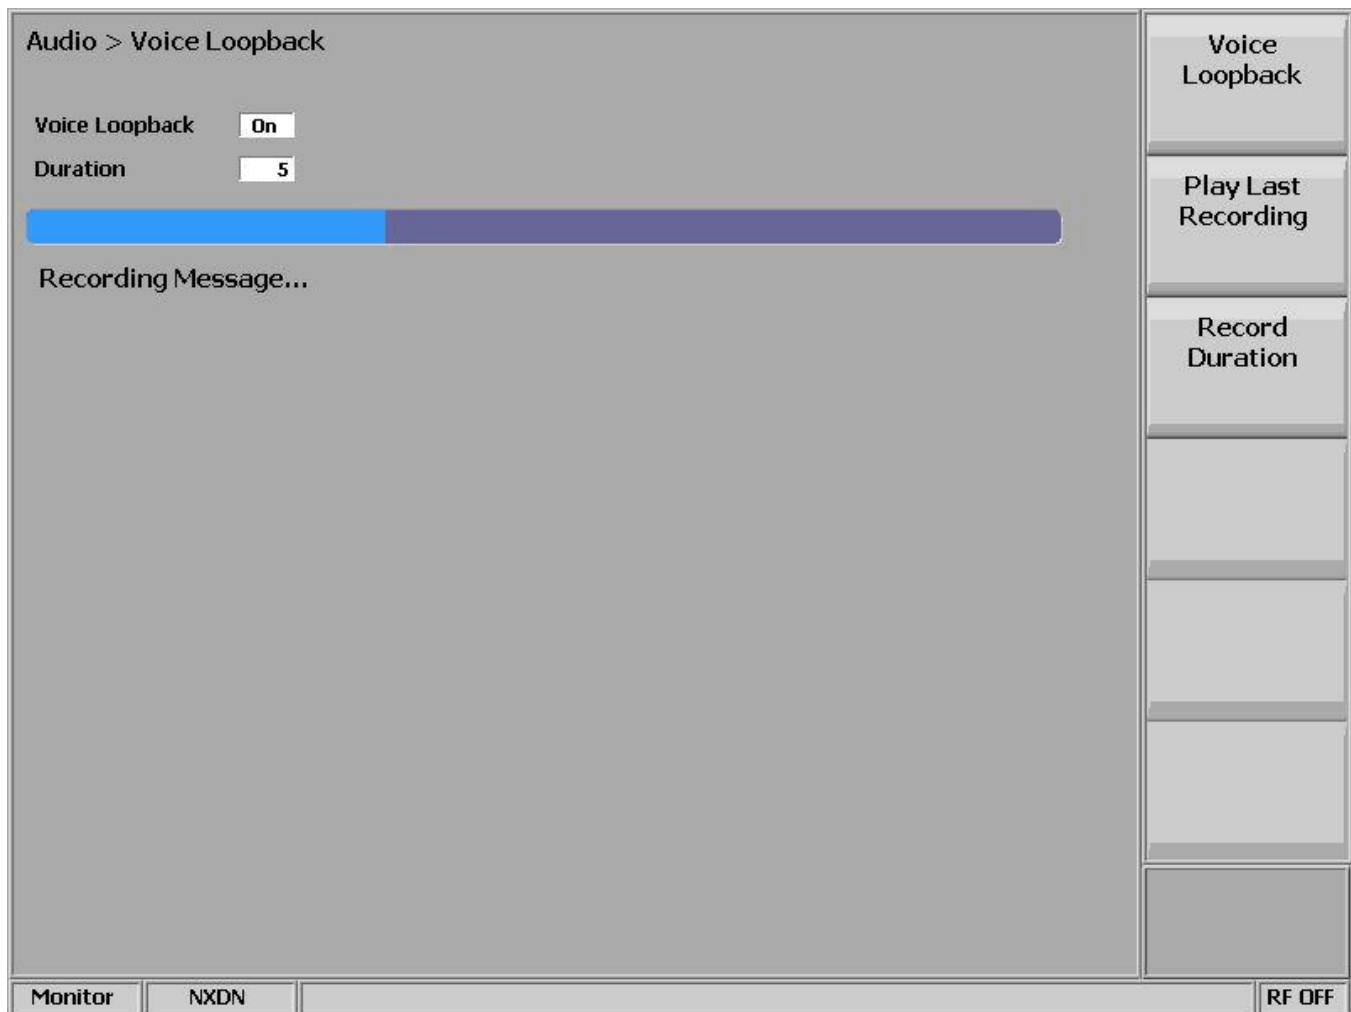 Audio > Voice Loopback
Voice Loopback On
Duration 5
Recording Message...
Voice
Loopback
Play Last
Recording
Record
Duration
Monitor NXDN RF OFF